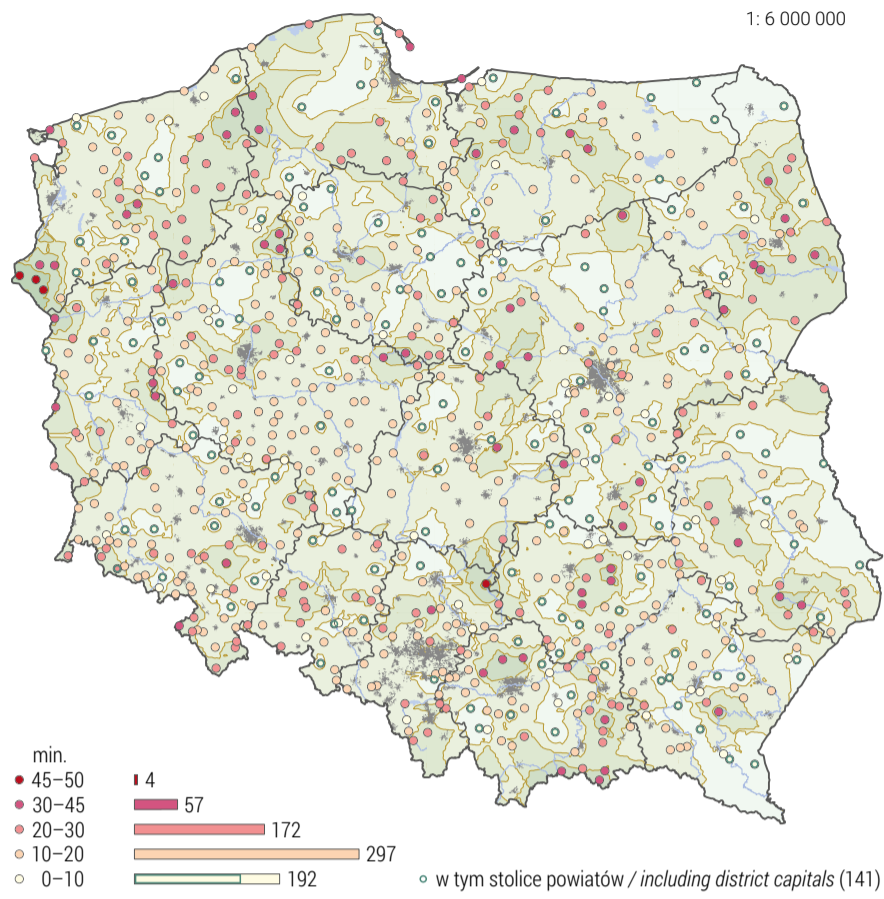 1: 6 000 000
min.
45–50 4
30–45 57
20–30 172
10–20 297
0–10 192
w tym stolice powiatów / including district capitals (141)